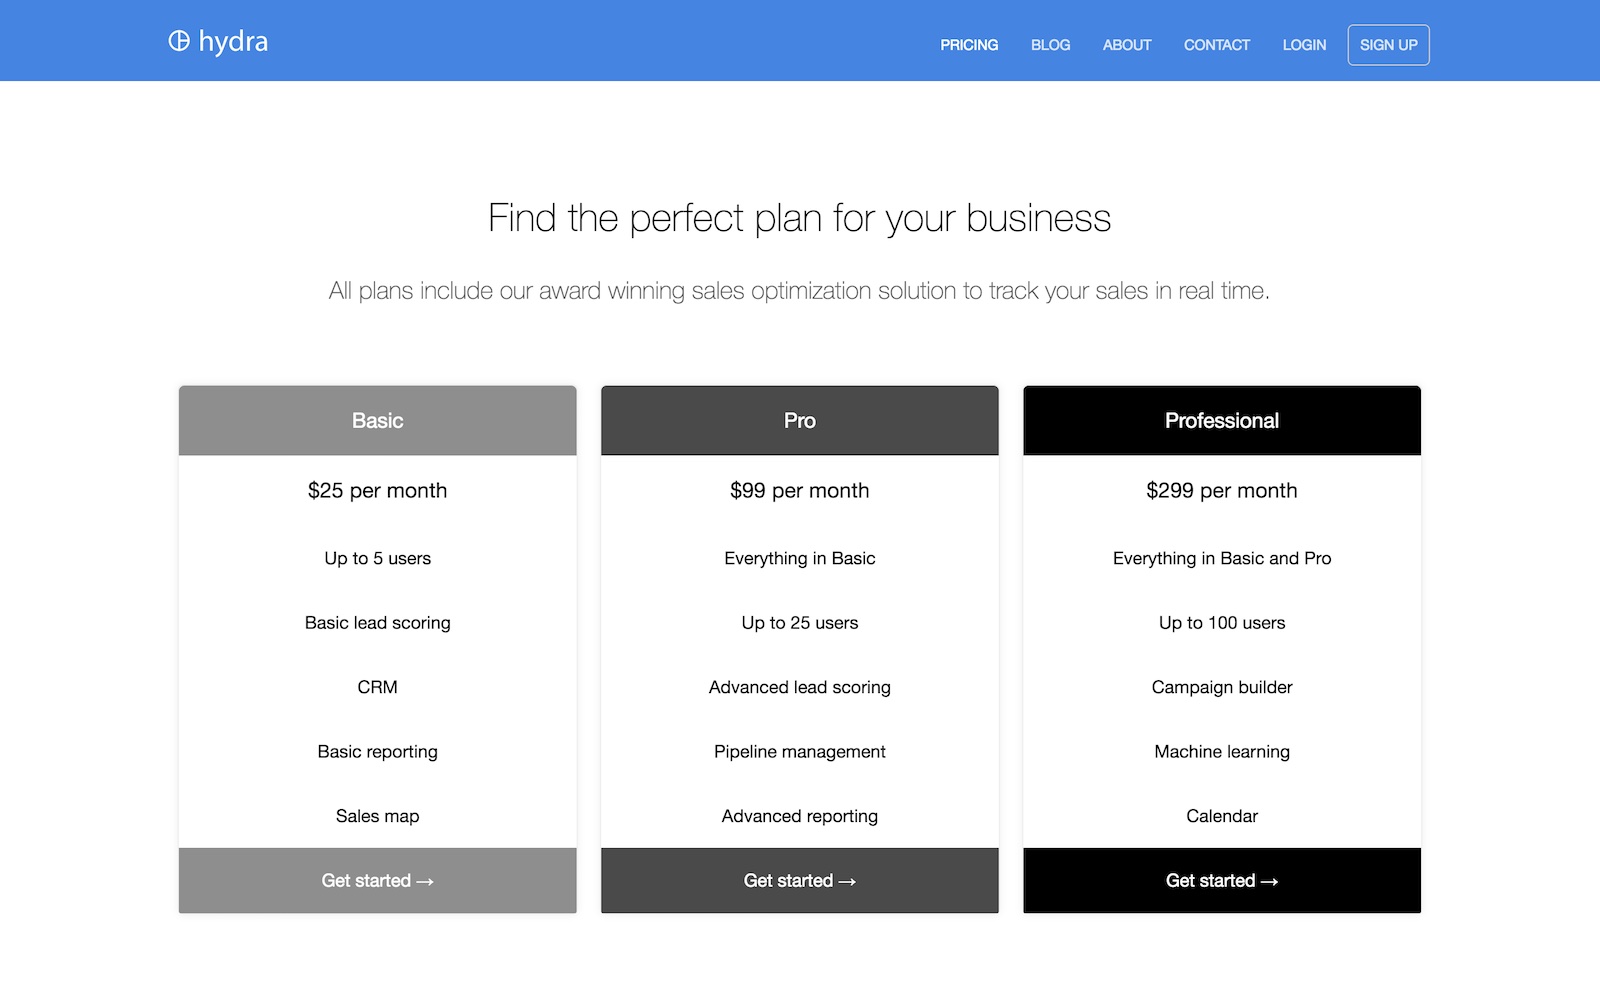 hydra
PRICING
BLOG
ABOUT
CONTACT
LOGIN
SIGN UP
Find the perfect plan for your business
All plans include our award winning sales optimization solution to track your sales in real time.
Basic
$25 per month
Up to 5 users
Basic lead scoring
CRM
Basic reporting
Sales map
Get started →
Pro
$99 per month
Everything in Basic
Up to 25 users
Advanced lead scoring
Pipeline management
Advanced reporting
Get started →
Professional
$299 per month
Everything in Basic and Pro
Up to 100 users
Campaign builder
Machine learning
Calendar
Get started →